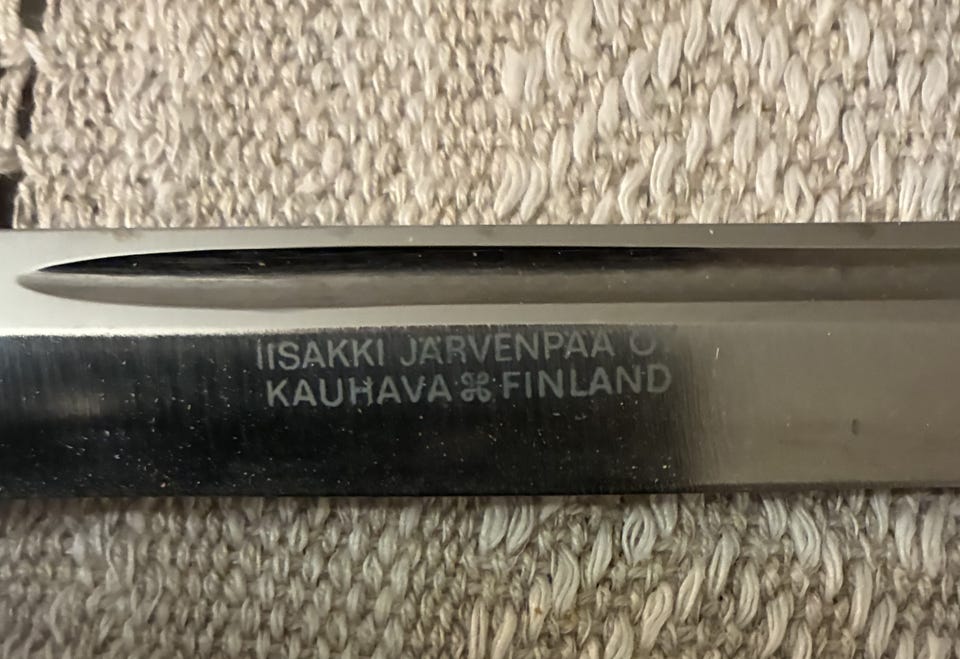 IISAKKI JÄRVENPÄÄ
KAUHAVA ⌘ FINLAND